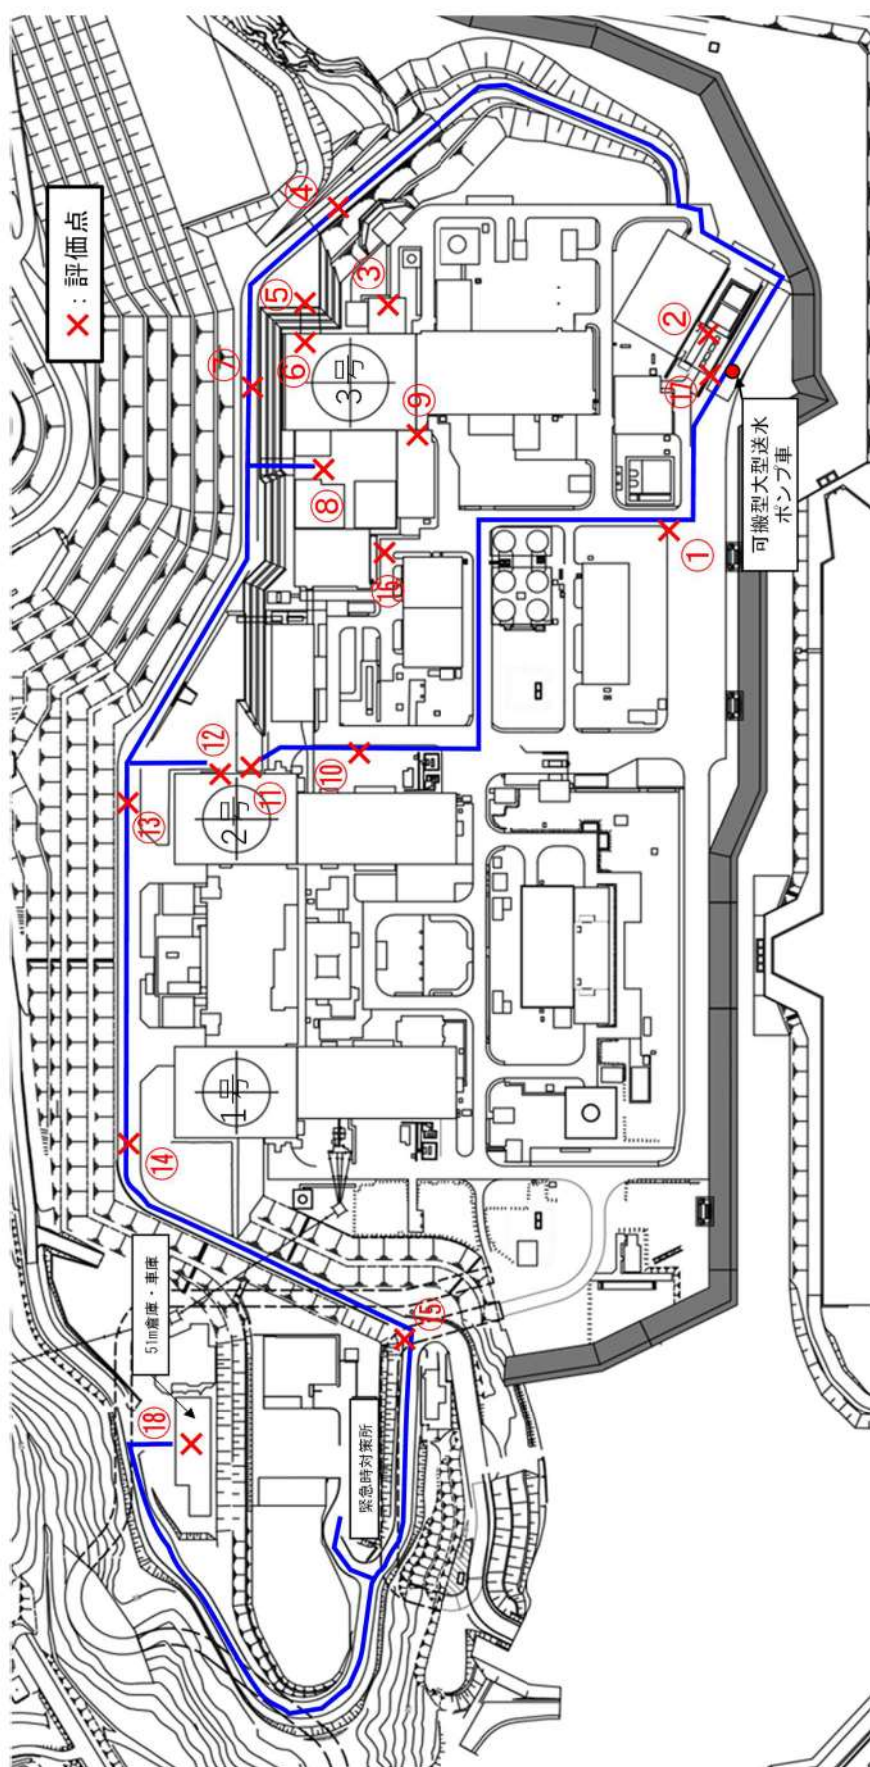 ×：評価点
④
⑤
③
⑥
⑦
3号
②
⑨
⑰
⑧
①
可搬型大型送水
ポンプ車
⑯
⑫
⑩
⑪
⑬
2号
1号
⑭
51m倉庫・車庫
⑮
⑱
緊急時対策所